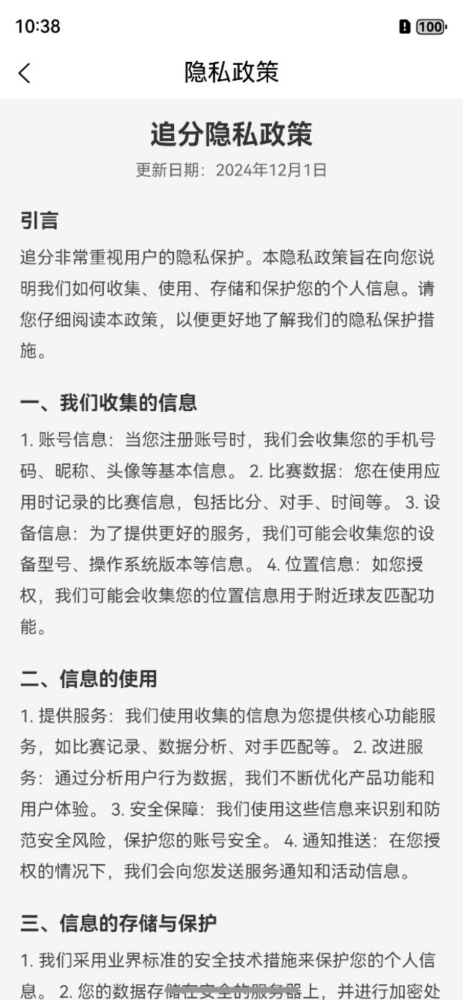 10:38
100
隐私政策
追分隐私政策
更新日期：2024年12月1日
引言
追分非常重视用户的隐私保护。本隐私政策旨在向您说
明我们如何收集、使用、存储和保护您的个人信息。请
您仔细阅读本政策，以便更好地了解我们的隐私保护措
施。
一、我们收集的信息
1. 账号信息：当您注册账号时，我们会收集您的手机号
码、昵称、头像等基本信息。 2. 比赛数据：您在使用应
用时记录的比赛信息，包括比分、对手、时间等。 3. 设
备信息：为了提供更好的服务，我们可能会收集您的设
备型号、操作系统版本等信息。 4. 位置信息：如您授
权，我们可能会收集您的位置信息用于附近球友匹配功
能。
二、信息的使用
1. 提供服务：我们使用收集的信息为您提供核心功能服
务，如比赛记录、数据分析、对手匹配等。 2. 改进服
务：通过分析用户行为数据，我们不断优化产品功能和
用户体验。 3. 安全保障：我们使用这些信息来识别和防
范安全风险，保护您的账号安全。 4. 通知推送：在您授
权的情况下，我们会向您发送服务通知和活动信息。
三、信息的存储与保护
1. 我们采用业界标准的安全技术措施来保护您的个人信
息。 2. 您的数据存储在安全的服务器上，并进行加密处